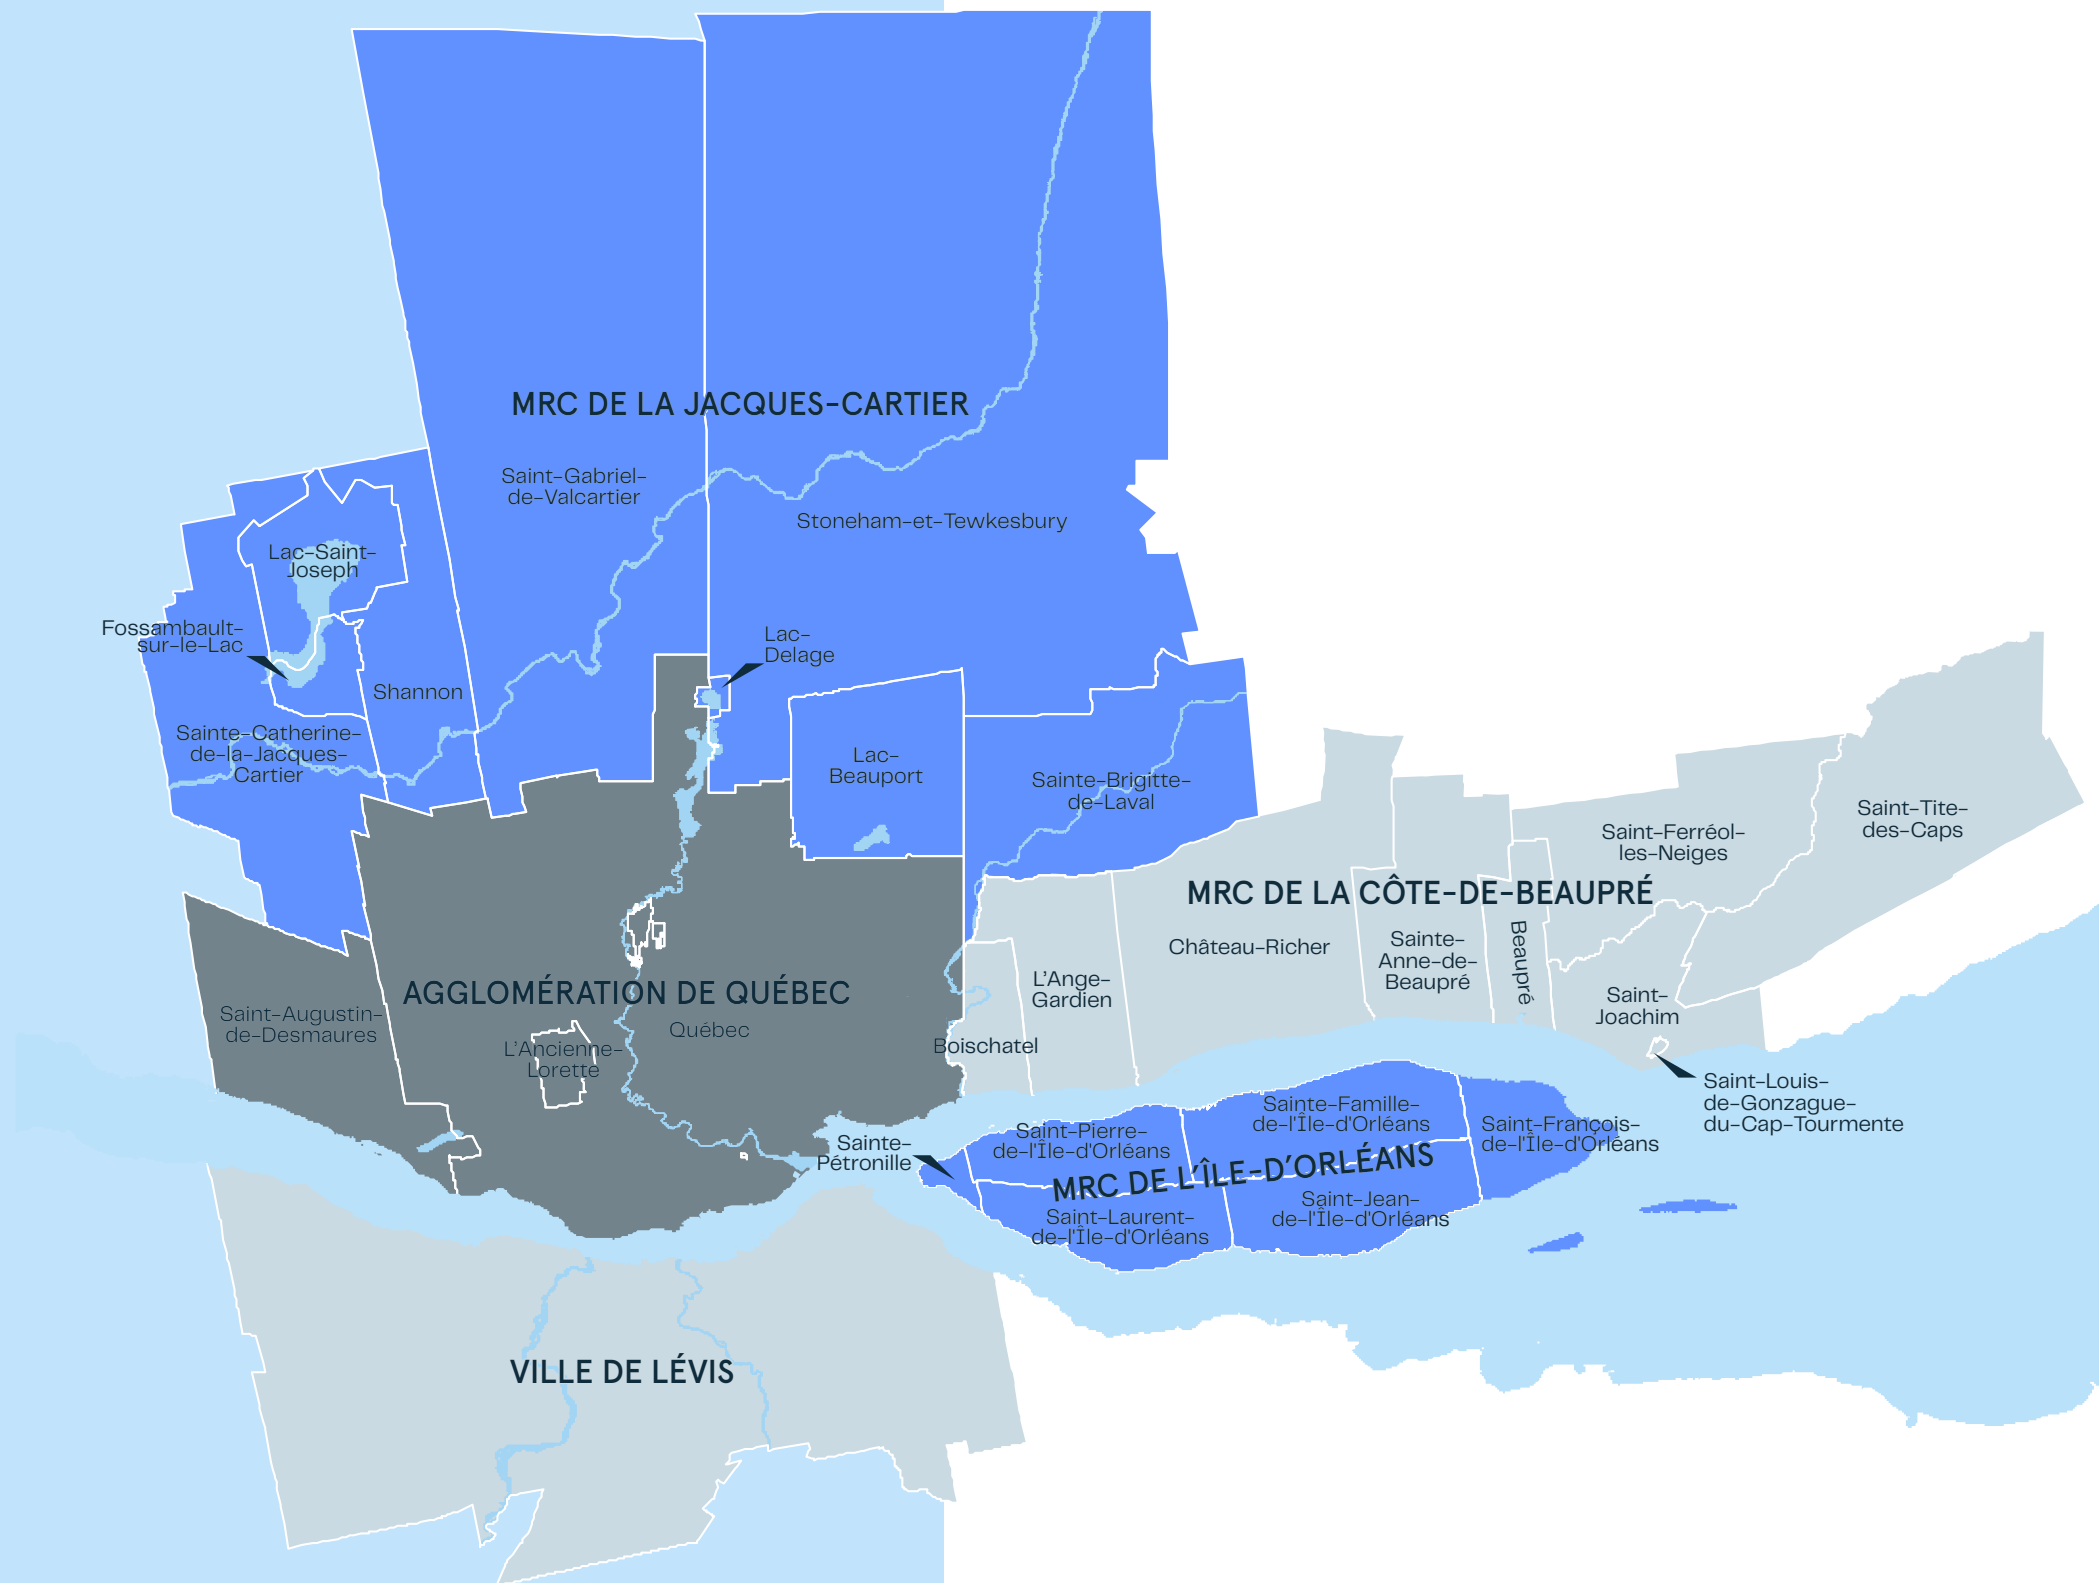 MRC DE LA JACQUES-CARTIER
Saint-Gabriel-
de-Valcartier
Stoneham-et-Tewkesbury
Lac-Saint-
Joseph
Fossambault-
sur-le-Lac
Lac-
Delage
Shannon
Sainte-Catherine-
de-la-Jacques-
Cartier
Lac-
Beauport
Sainte-Brigitte-
de-Laval
Saint-Tite-
des-Caps
Saint-Ferréol-
les-Neiges
MRC DE LA CÔTE-DE-BEAUPRÉ
Château-Richer
Sainte-
Anne-de-
Beaupré
Beaupré
L'Ange-
Gardien
Saint-
Joachim
Boischatel
AGGLOMÉRATION DE QUÉBEC
Saint-Augustin-
de-Desmaures
Québec
L'Ancienne-
Lorette
Saint-Louis-
de-Gonzague-
du-Cap-Tourmente
Sainte-
Pétronille
Saint-Pierre-
de-l'Île-d'Orléans
Sainte-Famille-
de-l'Île-d'Orléans
Saint-François-
de-l'Île-d'Orléans
MRC DE L'ÎLE-D'ORLÉANS
Saint-Laurent-
de-l'Île-d'Orléans
Saint-Jean-
de-l'Île-d'Orléans
VILLE DE LÉVIS